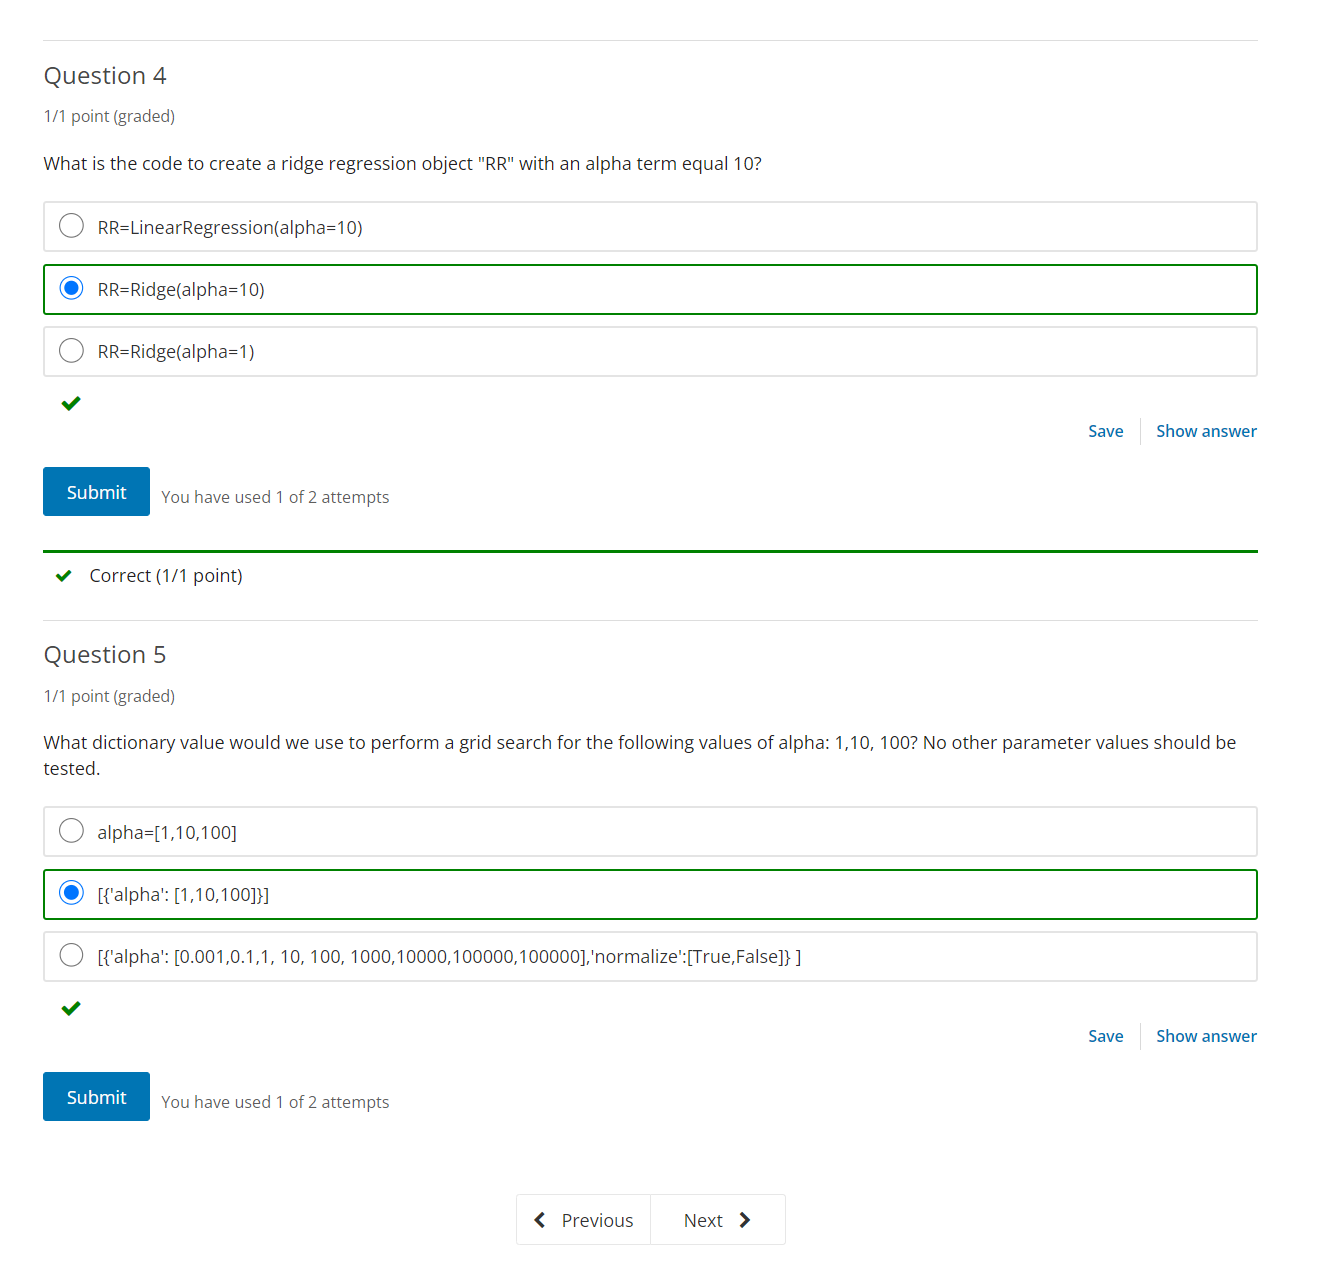 Question 4
1/1 point (graded)
What is the code to create a ridge regression object "RR" with an alpha term equal 10?
RR=LinearRegression(alpha=10)
RR=Ridge(alpha=10)
RR=Ridge(alpha=1)
Save
Show answer
Submit
You have used 1 of 2 attempts
Correct (1/1 point)
Question 5
1/1 point (graded)
What dictionary value would we use to perform a grid search for the following values of alpha: 1,10, 100? No other parameter values should be
tested.
alpha=[1,10,100]
[{'alpha': [1,10,100]}]
[{'alpha': [0.001,0.1,1, 10, 100, 1000,10000,100000,100000],'normalize':[True,False]} ]
Save
Show answer
Submit
You have used 1 of 2 attempts
Previous
Next